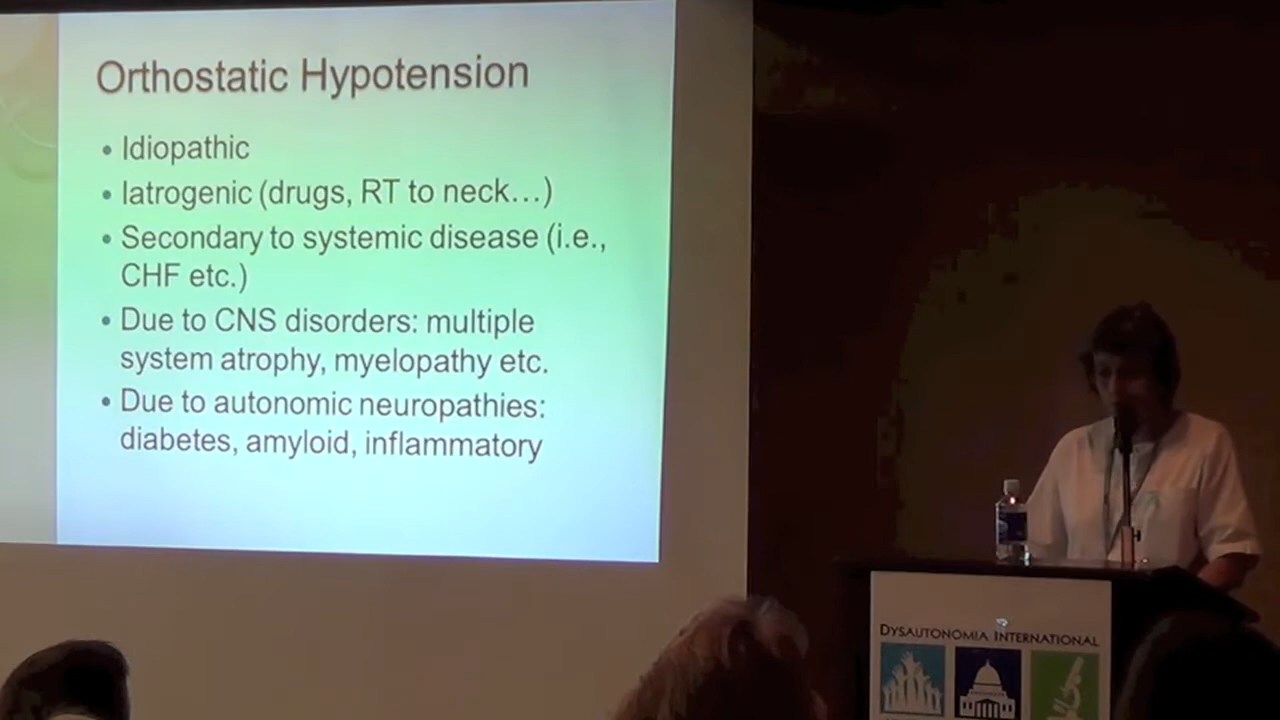 Orthostatic Hypotension
• Idiopathic
• Iatrogenic (drugs, RT to neck…)
• Secondary to systemic disease (i.e.,
CHF etc.)
• Due to CNS disorders: multiple
system atrophy, myelopathy etc.
• Due to autonomic neuropathies:
diabetes, amyloid, inflammatory
DYSAUTONOMIA INTERNATIONAL